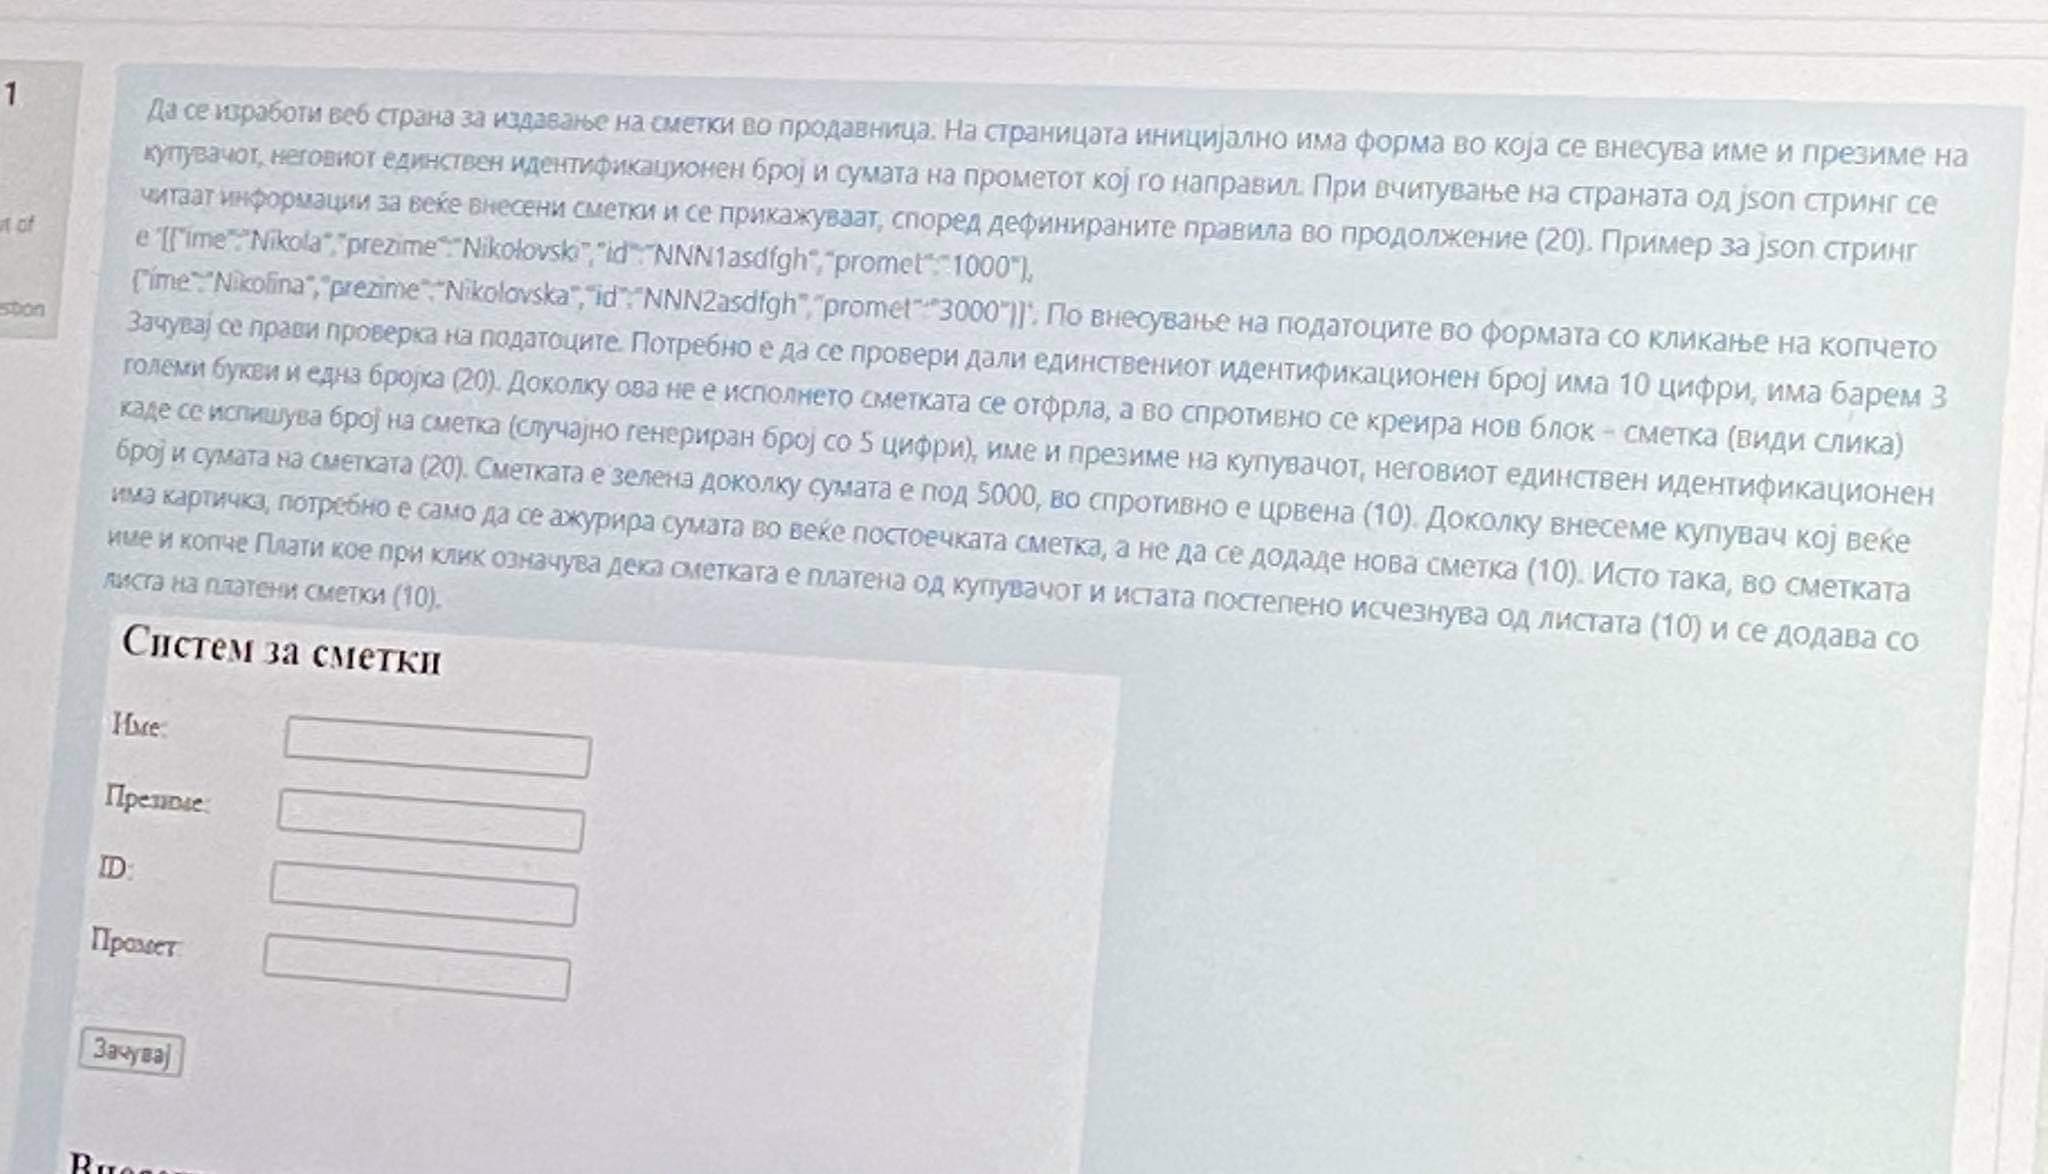 1
Да се изработи веб страна за издавање на сметки во продавница. На страницата иницијално има форма во која се внесува име и презиме на
купувачот, неговиот единствен идентификационен број и сумата на прометот кој го направил. При вчитување на страната од json стринг се
читаат информации за веќе внесени сметки и се прикажуваат, според дефинираните правила во продолжение (20). Пример за json стринг
е '[{"ime":"Nikola","prezime":"Nikolovski","id":"NNN1asdfgh","promet":"1000"},
{"ime":"Nikolina","prezime":"Nikolovska","id":"NNN2asdfgh","promet":"3000"}]'. По внесување на податоците во формата со кликање на копчето
Зачувај се прави проверка на податоците. Потребно е да се провери дали единствениот идентификационен број има 10 цифри, има барем 3
големи букви и една бројка (20). Доколку ова не е исполнето сметката се отфрла, а во спротивно се креира нов блок - сметка (види слика)
каде се испишува број на сметка (случајно генериран број со 5 цифри), име и презиме на купувачот, неговиот единствен идентификационен
број и сумата на сметката (20). Сметката е зелена доколку сумата е под 5000, во спротивно е црвена (10). Доколку внесеме купувач кој веќе
има картичка, потребно е само да се ажурира сумата во веќе постоечката сметка, а не да се додаде нова сметка (10). Исто така, во сметката
име и копче Плати кое при клик означува дека сметката е платена од купувачот и истата постепено исчезнува од листата (10) и се додава со
листа на платени сметки (10).
Систем за сметки
Име:
Презиме:
ID:
Промет:
Зачувај